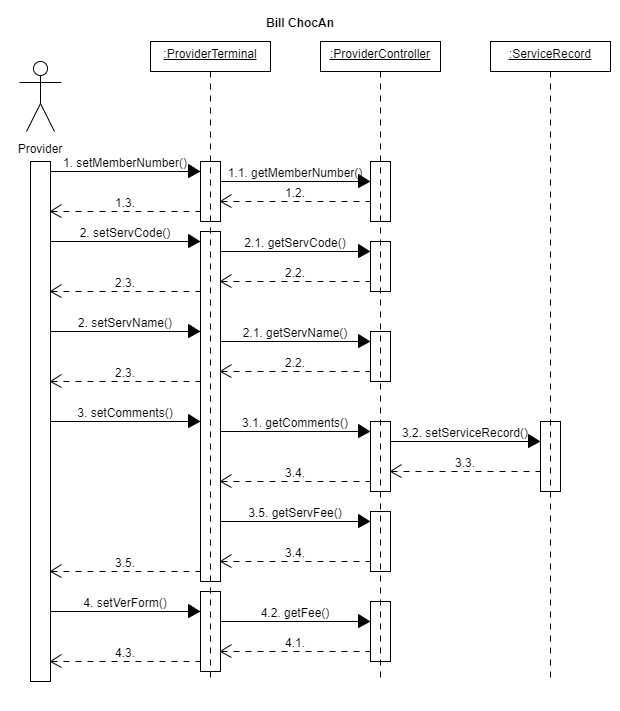 Bill ChocAn
:ProviderTerminal
:ProviderController
:ServiceRecord
Provider
1. setMemberNumber()
1.1. getMemberNumber()
1.2.
1.3.
2. setServCode()
2.1. getServCode()
2.2.
2.3.
2. setServName()
2.1. getServName()
2.2.
2.3.
3. setComments()
3.1. getComments()
3.2. setServiceRecord()
3.3.
3.4.
3.5. getServFee()
3.4.
3.5.
4. setVerForm()
4.2. getFee()
4.1.
4.3.